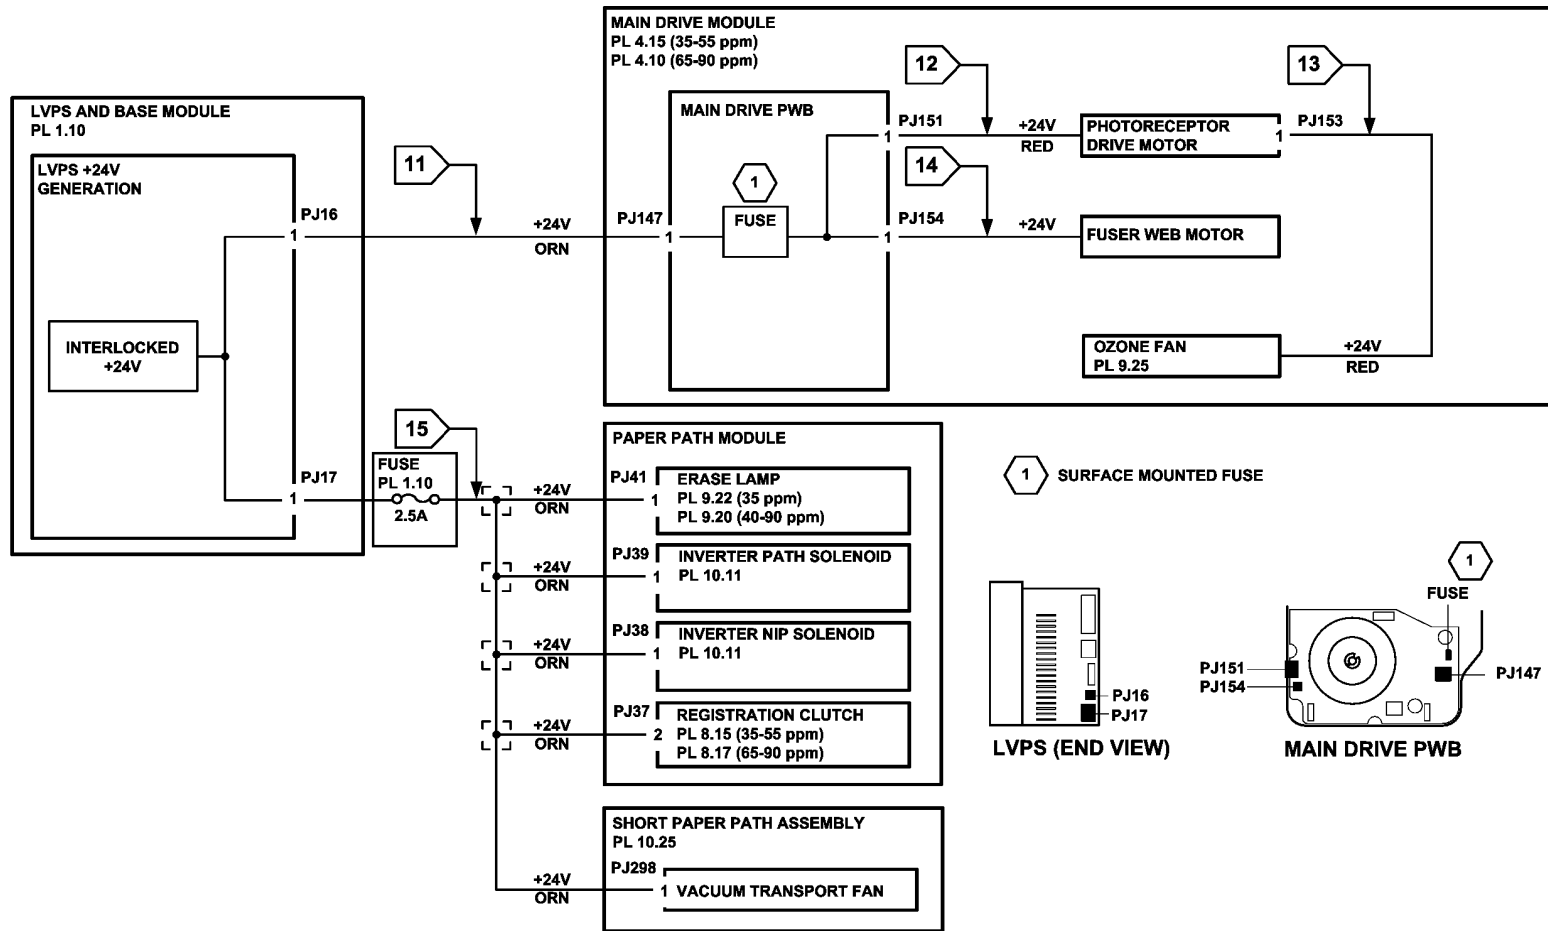 MAIN DRIVE MODULE
PL 4.15 (35-55 ppm)
PL 4.10 (65-90 ppm)
12
13
LVPS AND BASE MODULE
PL 1.10
MAIN DRIVE PWB
PJ151
1
+24V
RED
PHOTORECEPTOR
DRIVE MOTOR
1
PJ153
LVPS +24V
GENERATION
11
1
14
PJ16
1
+24V
ORN
PJ147
1
FUSE
PJ154
1
+24V
FUSER WEB MOTOR
INTERLOCKED
+24V
OZONE FAN
PL 9.25
+24V
RED
15
PAPER PATH MODULE
PJ17
1
FUSE
PL 1.10
2.5A
+24V
ORN
PJ41
1
ERASE LAMP
PL 9.22 (35 ppm)
PL 9.20 (40-90 ppm)
1
SURFACE MOUNTED FUSE
+24V
ORN
PJ39
1
INVERTER PATH SOLENOID
PL 10.11
+24V
ORN
PJ38
1
INVERTER NIP SOLENOID
PL 10.11
+24V
ORN
PJ37
2
REGISTRATION CLUTCH
PL 8.15 (35-55 ppm)
PL 8.17 (65-90 ppm)
PJ16
PJ17
LVPS (END VIEW)
1
FUSE
PJ151
PJ154
PJ147
MAIN DRIVE PWB
SHORT PAPER PATH ASSEMBLY
PL 10.25
+24V
ORN
PJ298
1
VACUUM TRANSPORT FAN